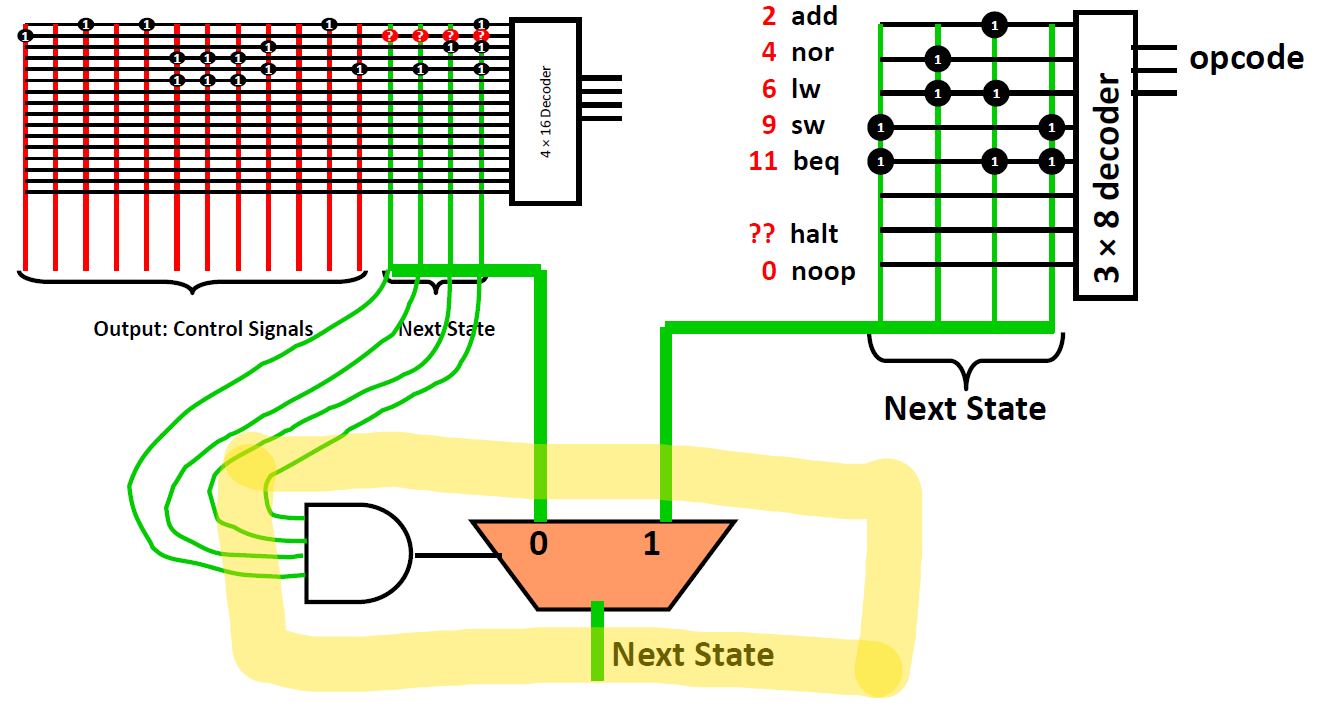 1 1 1 1
1 ? ? ? ?
1 1 1
1 1 1
1 1 1 1
1 1 1
4 × 16 Decoder
Output: Control Signals
Next State
2 add 1
4 nor 1
6 lw 1 1
9 sw 1 1
11 beq 1 1 1
?? halt
0 noop
3 × 8 decoder
opcode
Next State
0 1
Next State